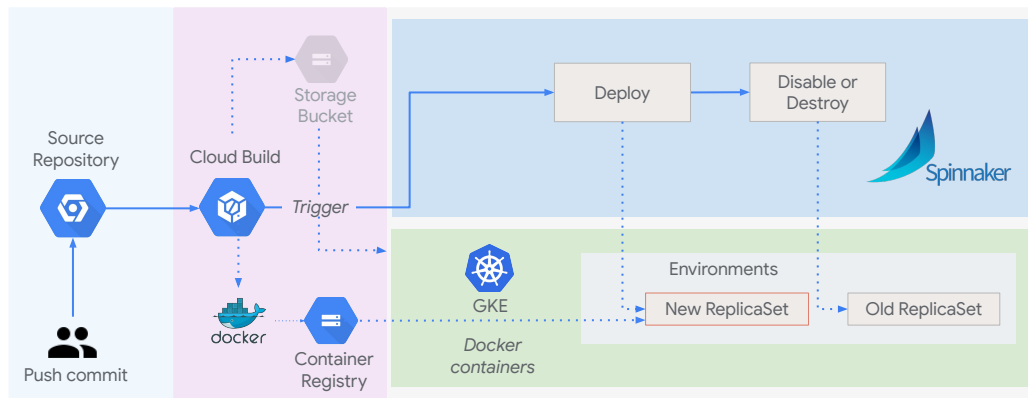 Source
Repository
Push commit
Cloud Build
Storage
Bucket
Trigger
docker
Container
Registry
Deploy
Disable or
Destroy
Spinnaker
GKE
Docker
containers
Environments
New ReplicaSet
Old ReplicaSet